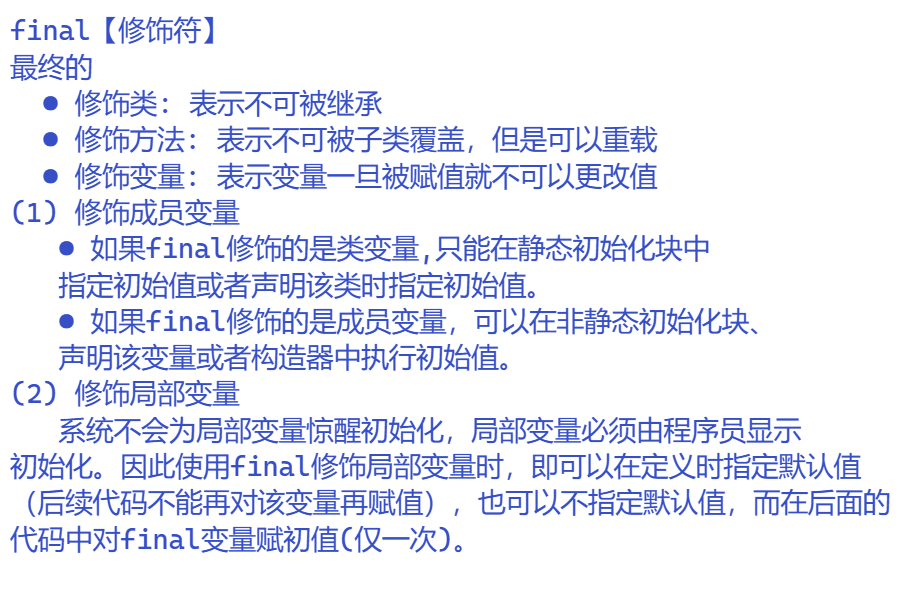 final【修饰符】
最终的
● 修饰类: 表示不可被继承
● 修饰方法: 表示不可被子类覆盖，但是可以重载
● 修饰变量: 表示变量一旦被赋值就不可以更改值
(1) 修饰成员变量
● 如果final修饰的是类变量,只能在静态初始化块中
指定初始值或者声明该类时指定初始值。
● 如果final修饰的是成员变量，可以在非静态初始化块、
声明该变量或者构造器中执行初始值。
(2) 修饰局部变量
系统不会为局部变量惊醒初始化，局部变量必须由程序员显示
初始化。因此使用final修饰局部变量时，即可以在定义时指定默认值
（后续代码不能再对该变量再赋值），也可以不指定默认值，而在后面的
代码中对final变量赋初值(仅一次)。